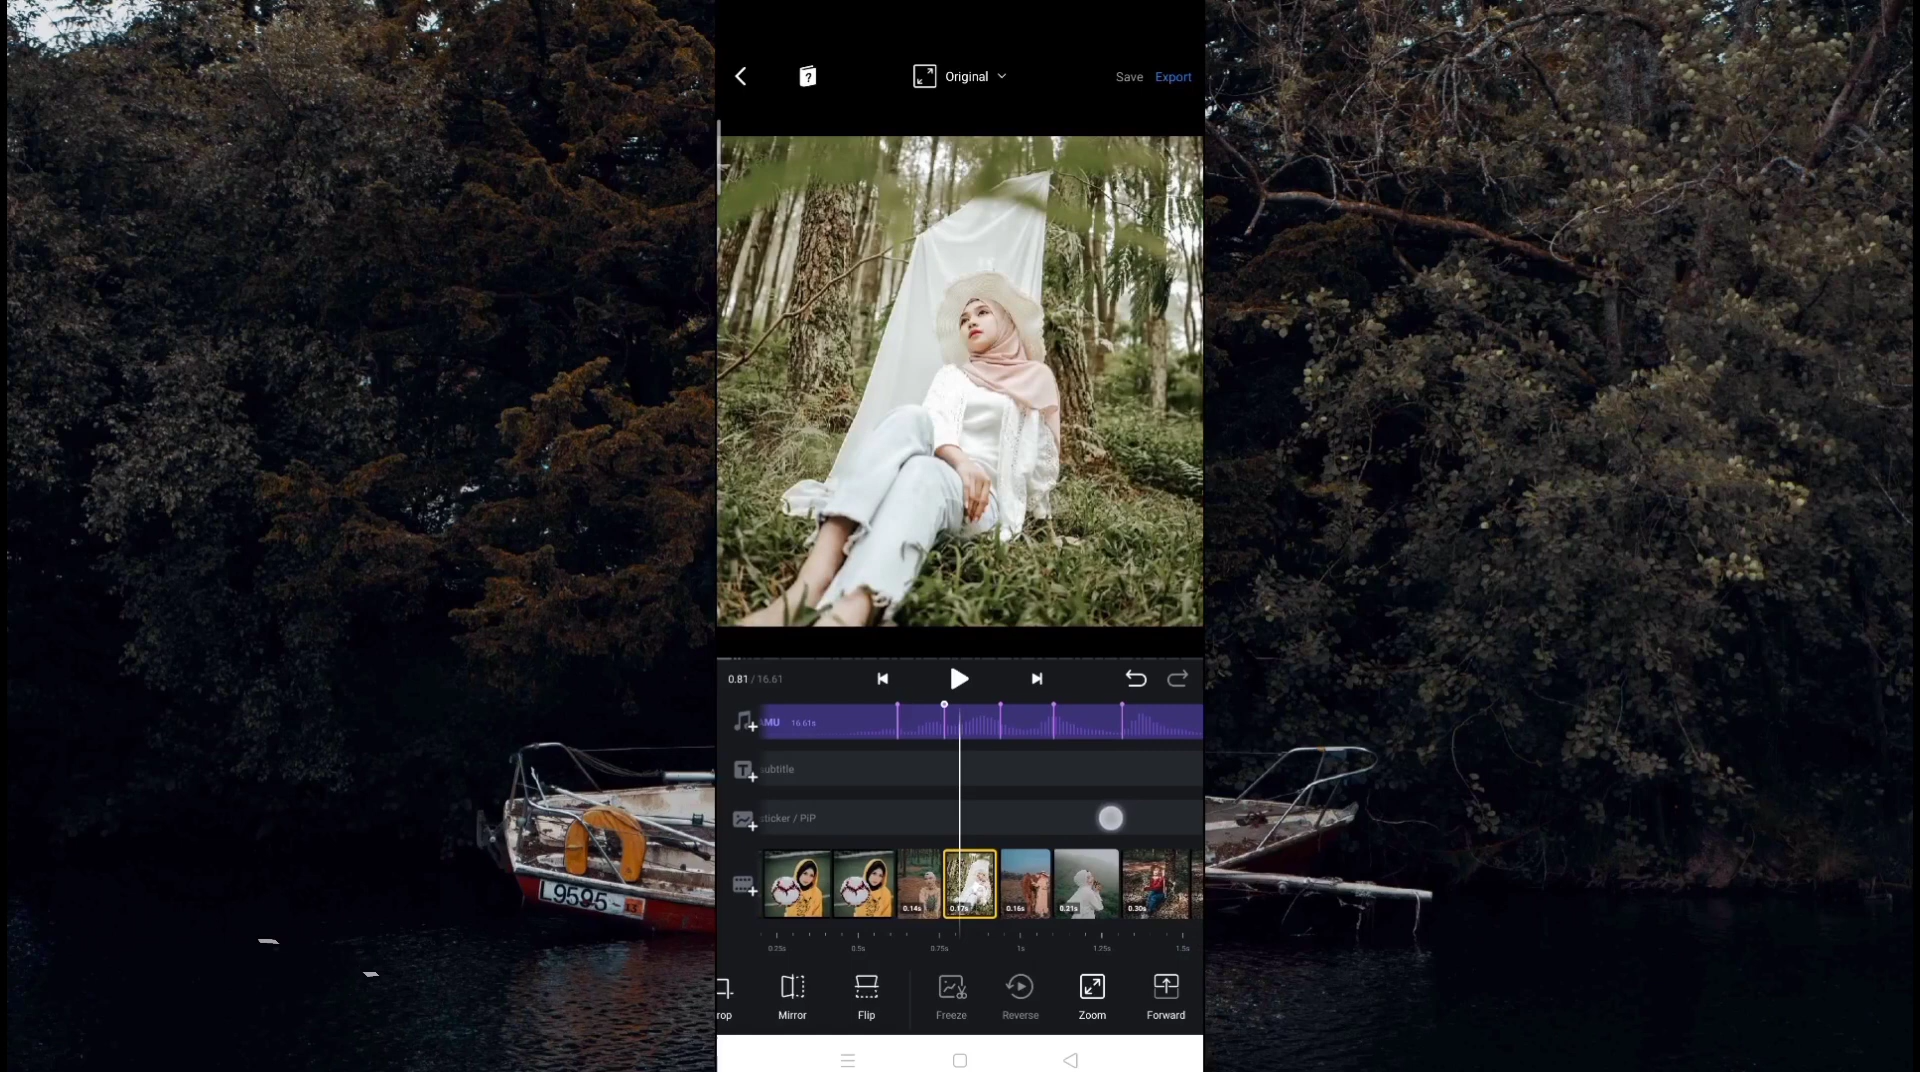 ?
Original
Save
Export
0.81 / 16.61
AMU 16.61s
subtitle
sticker / PiP
0.14s
0.17s
0.16s
0.21s
0.30s
0.25s
0.5s
0.75s
1s
1.25s
1.5s
rop
Mirror
Flip
Freeze
Reverse
Zoom
Forward
L9595